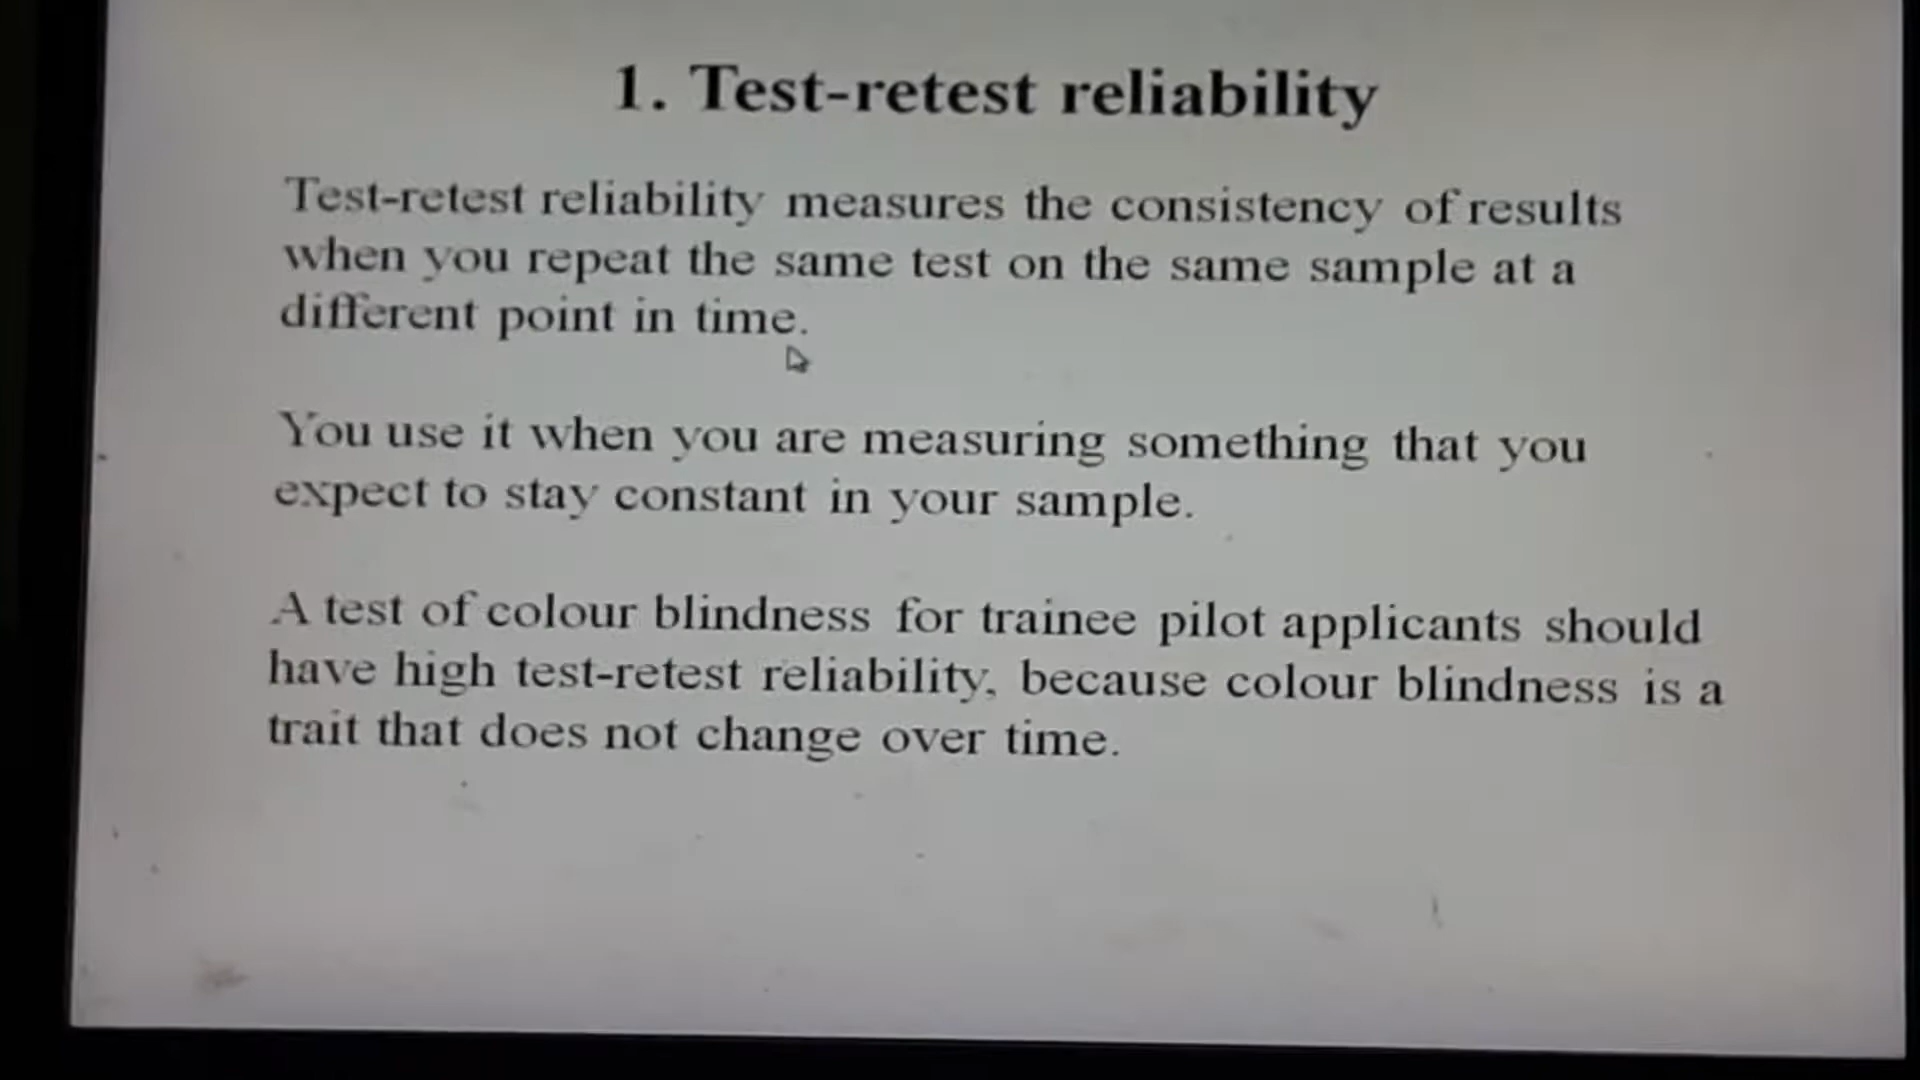 1. Test-retest reliability
Test-retest reliability measures the consistency of results
when you repeat the same test on the same sample at a
different point in time.
You use it when you are measuring something that you
expect to stay constant in your sample.
A test of colour blindness for trainee pilot applicants should
have high test-retest reliability, because colour blindness is a
trait that does not change over time.